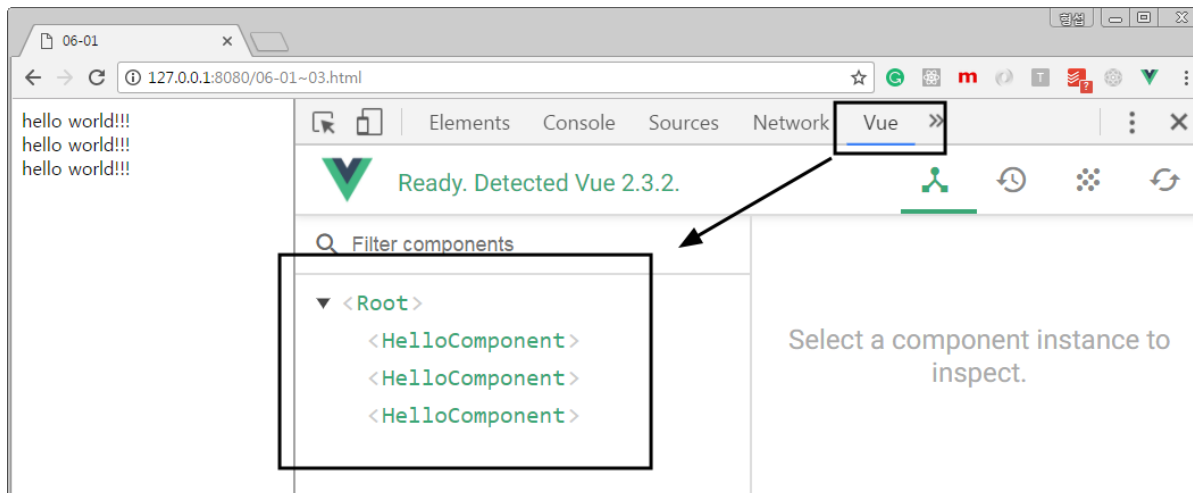 힘섭
06-01
127.0.0.1:8080/06-01~03.html
m
T
?
hello world!!!
hello world!!!
hello world!!!
Elements Console Sources Network Vue »
Ready. Detected Vue 2.3.2.
Filter components
▼ <Root>
<HelloComponent>
<HelloComponent>
<HelloComponent>
Select a component instance to
inspect.